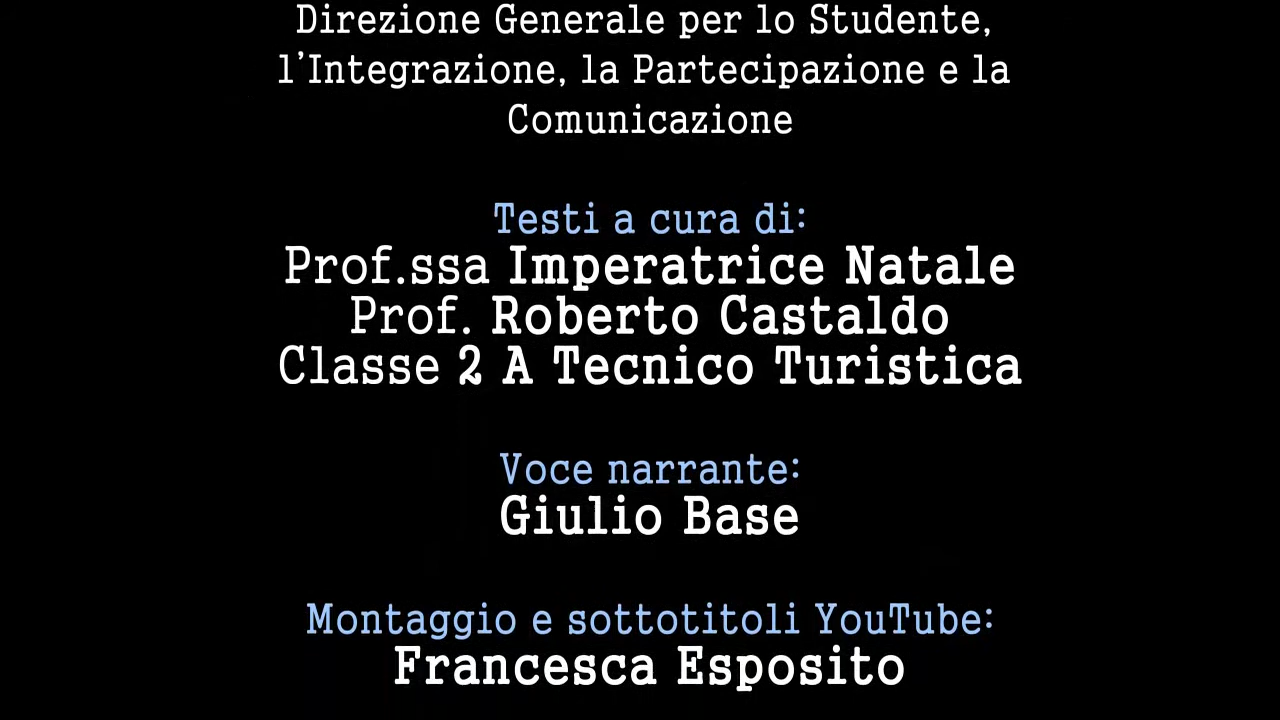 Direzione Generale per lo Studente,
l'Integrazione, la Partecipazione e la
Comunicazione
Testi a cura di:
Prof.ssa Imperatrice Natale
Prof. Roberto Castaldo
Classe 2 A Tecnico Turistica
Voce narrante:
Giulio Base
Montaggio e sottotitoli YouTube:
Francesca Esposito